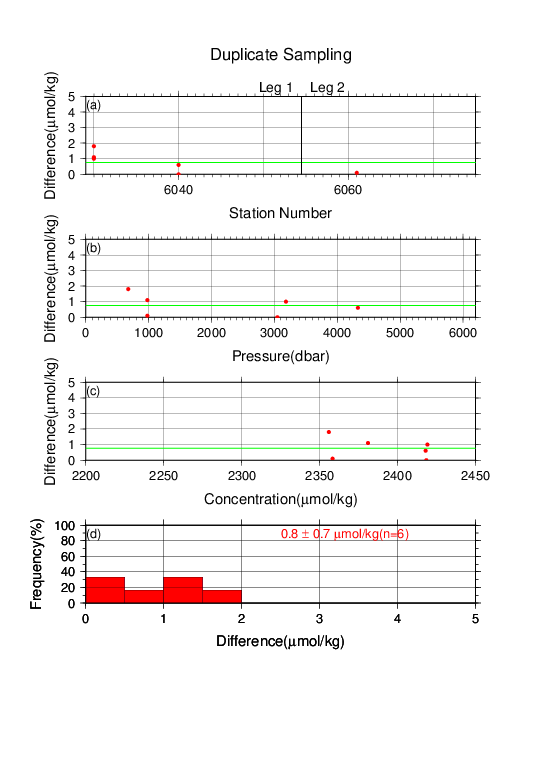 Duplicate Sampling
Leg 1 Leg 2
Difference(μmol/kg)
5
4
3
2
1
0
(a)
6040 6060
Station Number
Difference(μmol/kg)
5
4
3
2
1
0
(b)
0 1000 2000 3000 4000 5000 6000
Pressure(dbar)
Difference(μmol/kg)
5
4
3
2
1
0
(c)
2200 2250 2300 2350 2400 2450
Concentration(μmol/kg)
Frequency(%)
100
80
60
40
20
0
(d)
0.8 ± 0.7 μmol/kg(n=6)
0 1 2 3 4 5
Difference(μmol/kg)